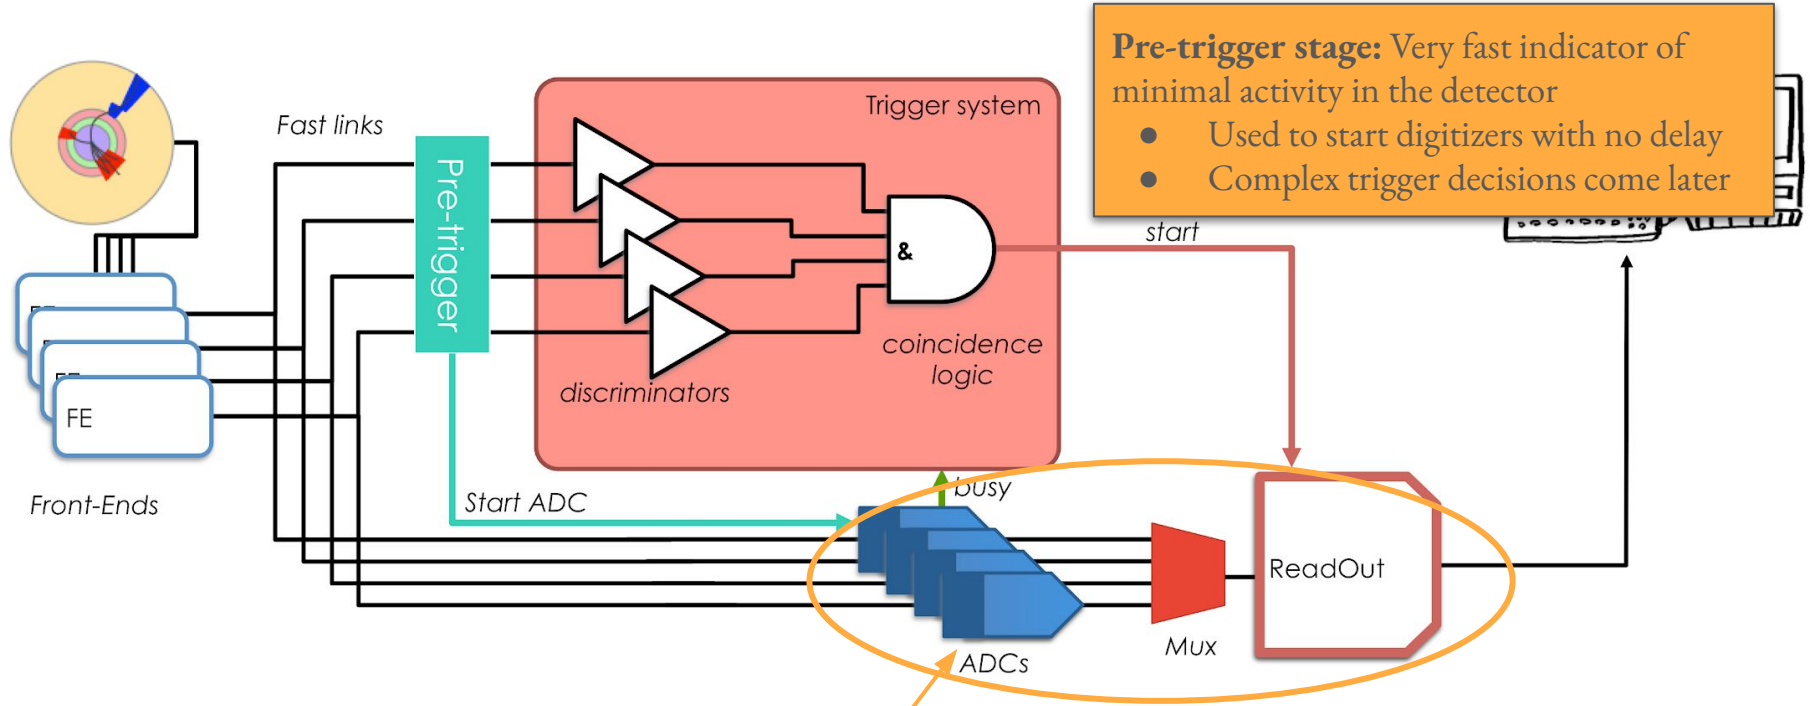 Pre-trigger stage: Very fast indicator of
minimal activity in the detector
● Used to start digitizers with no delay
● Complex trigger decisions come later
Trigger system
Fast links
Pre-trigger
start
&
coincidence
logic
discriminators
FE
Front-Ends
Start ADC
busy
ReadOut
Mux
ADCs